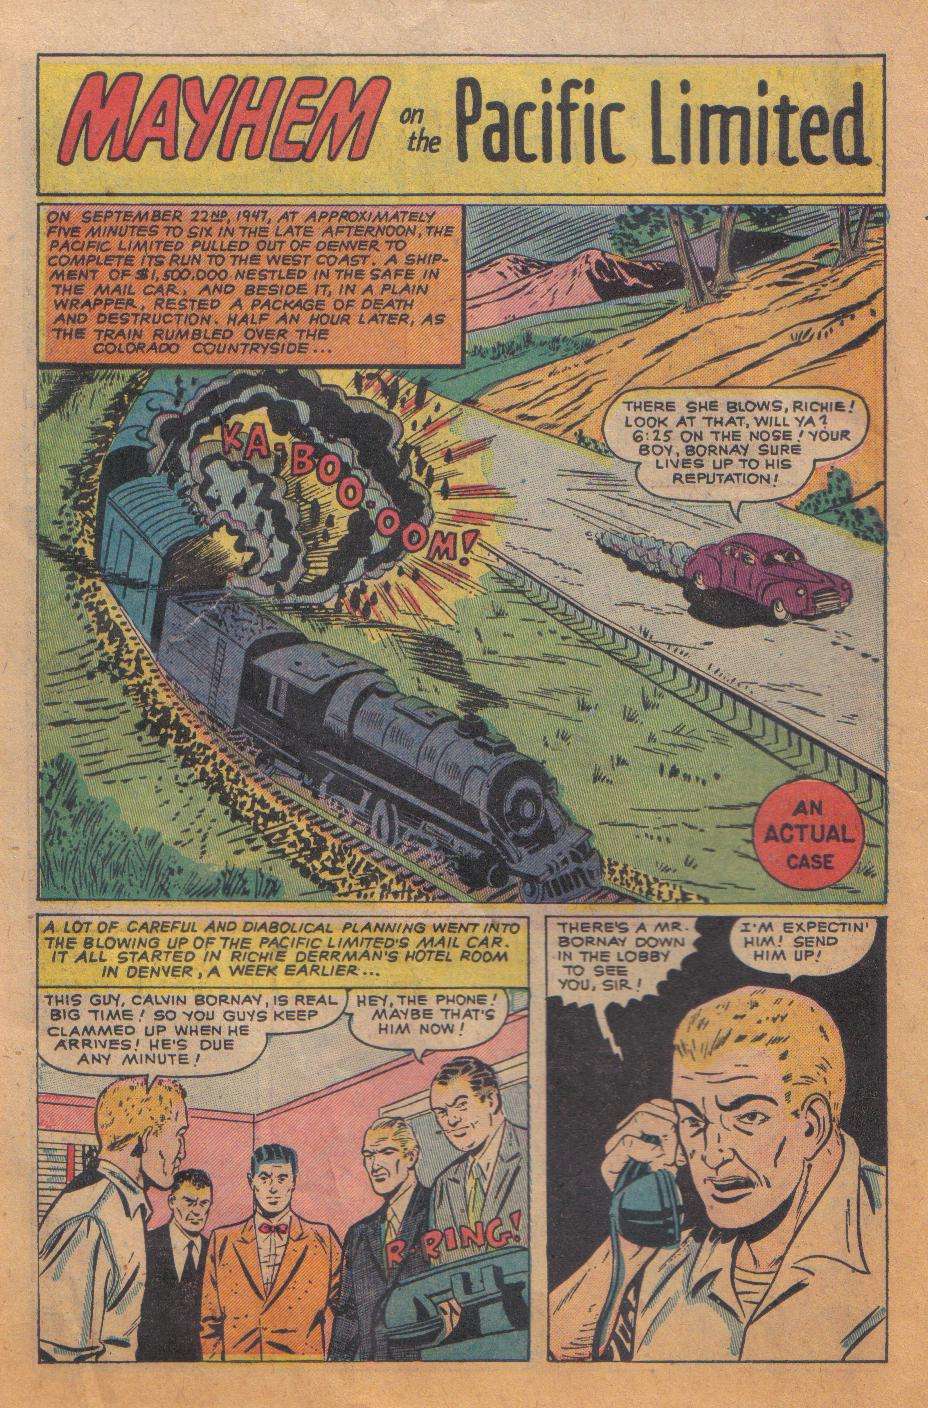 MAYHEM on the Pacific Limited
ON SEPTEMBER 22ND, 1947, AT APPROXIMATELY
FIVE MINUTES TO SIX IN THE LATE AFTERNOON, THE
PACIFIC LIMITED PULLED OUT OF DENVER TO
COMPLETE ITS RUN TO THE WEST COAST. A SHIP-
MENT OF $1,500,000 NESTLED IN THE SAFE IN
THE MAIL CAR, AND BESIDE IT, IN A PLAIN
WRAPPER, RESTED A PACKAGE OF DEATH
AND DESTRUCTION. HALF AN HOUR LATER, AS
THE TRAIN RUMBLED OVER THE
COLORADO COUNTRYSIDE...
THERE SHE BLOWS, RICHIE!
LOOK AT THAT, WILL YA?
6:25 ON THE NOSE! YOUR
BOY, BORNAY SURE
LIVES UP TO HIS
REPUTATION!
KA-BOO-OOM!
AN
ACTUAL
CASE
A LOT OF CAREFUL AND DIABOLICAL PLANNING WENT INTO
THE BLOWING UP OF THE PACIFIC LIMITED'S MAIL CAR.
IT ALL STARTED IN RICHIE DERRMAN'S HOTEL ROOM
IN DENVER, A WEEK EARLIER...
THIS GUY, CALVIN BORNAY, IS REAL
BIG TIME! SO YOU GUYS KEEP
CLAMMED UP WHEN HE
ARRIVES! HE'S DUE
ANY MINUTE!
HEY, THE PHONE!
MAYBE THAT'S
HIM NOW!
R-RING!
THERE'S A MR.
BORNAY DOWN
IN THE LOBBY
TO SEE
YOU, SIR!
I'M EXPECTIN'
HIM! SEND
HIM UP!